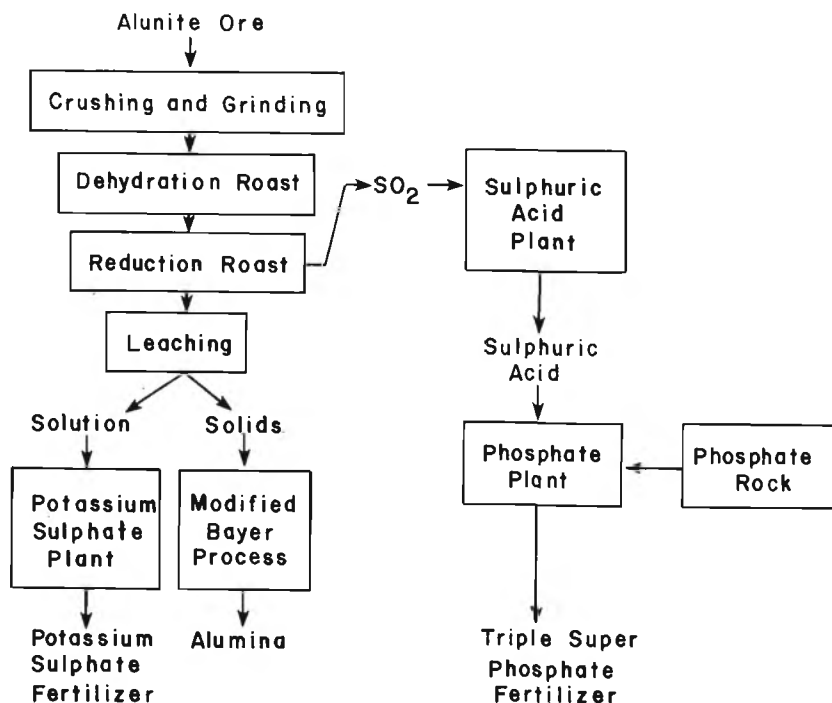 Alunite Ore
Crushing and Grinding
Dehydration Roast
Reduction Roast
SO2
Sulphuric
Acid
Plant
Leaching
Solution
Solids
Potassium
Sulphate
Plant
Modified
Bayer
Process
Potassium
Sulphate
Fertilizer
Alumina
Sulphuric
Acid
Phosphate
Plant
Phosphate
Rock
Triple Super
Phosphate
Fertilizer